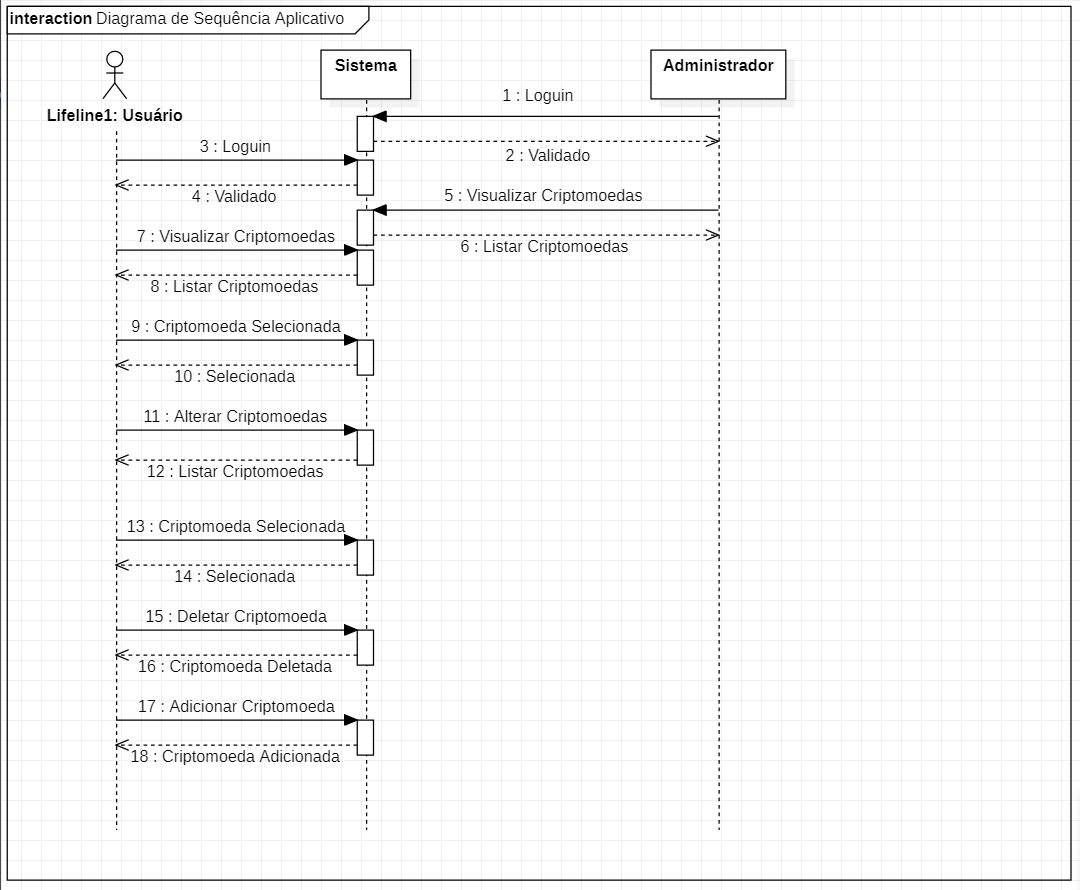 interaction Diagrama de Sequência Aplicativo
Sistema
Administrador
Lifeline1: Usuário
1 : Loguin
2 : Validado
3 : Loguin
4 : Validado
5 : Visualizar Criptomoedas
6 : Listar Criptomoedas
7 : Visualizar Criptomoedas
8 : Listar Criptomoedas
9 : Criptomoeda Selecionada
10 : Selecionada
11 : Alterar Criptomoedas
12 : Listar Criptomoedas
13 : Criptomoeda Selecionada
14 : Selecionada
15 : Deletar Criptomoeda
16 : Criptomoeda Deletada
17 : Adicionar Criptomoeda
18 : Criptomoeda Adicionada